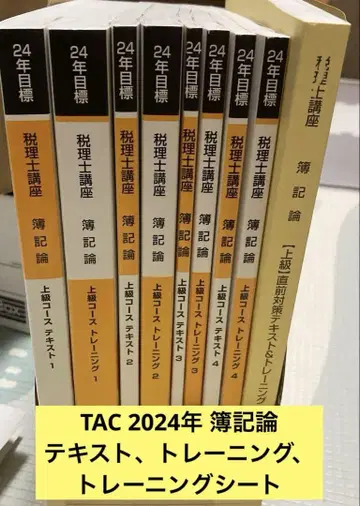 24年目標 税理士講座 簿記論 上級コース テキスト 1
24年目標 税理士講座 簿記論 上級コース トレーニング 1
24年目標 税理士講座 簿記論 上級コース テキスト 2
24年目標 税理士講座 簿記論 上級コース トレーニング 2
24年目標 税理士講座 簿記論 上級コース テキスト 3
24年目標 税理士講座 簿記論 上級コース トレーニング 3
24年目標 税理士講座 簿記論 上級コース テキスト 4
24年目標 税理士講座 簿記論 上級コース トレーニング 4
税理士講座 簿記論 【上級】直前対策テキスト&トレーニング
TAC 2024年 簿記論
テキスト、トレーニング、
トレーニングシート